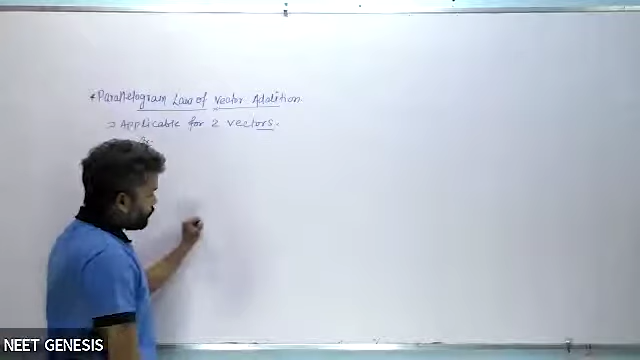 *Parallelogram Law of Vector Addition
⇒ Applicable for 2 vectors.
NEET GENESIS